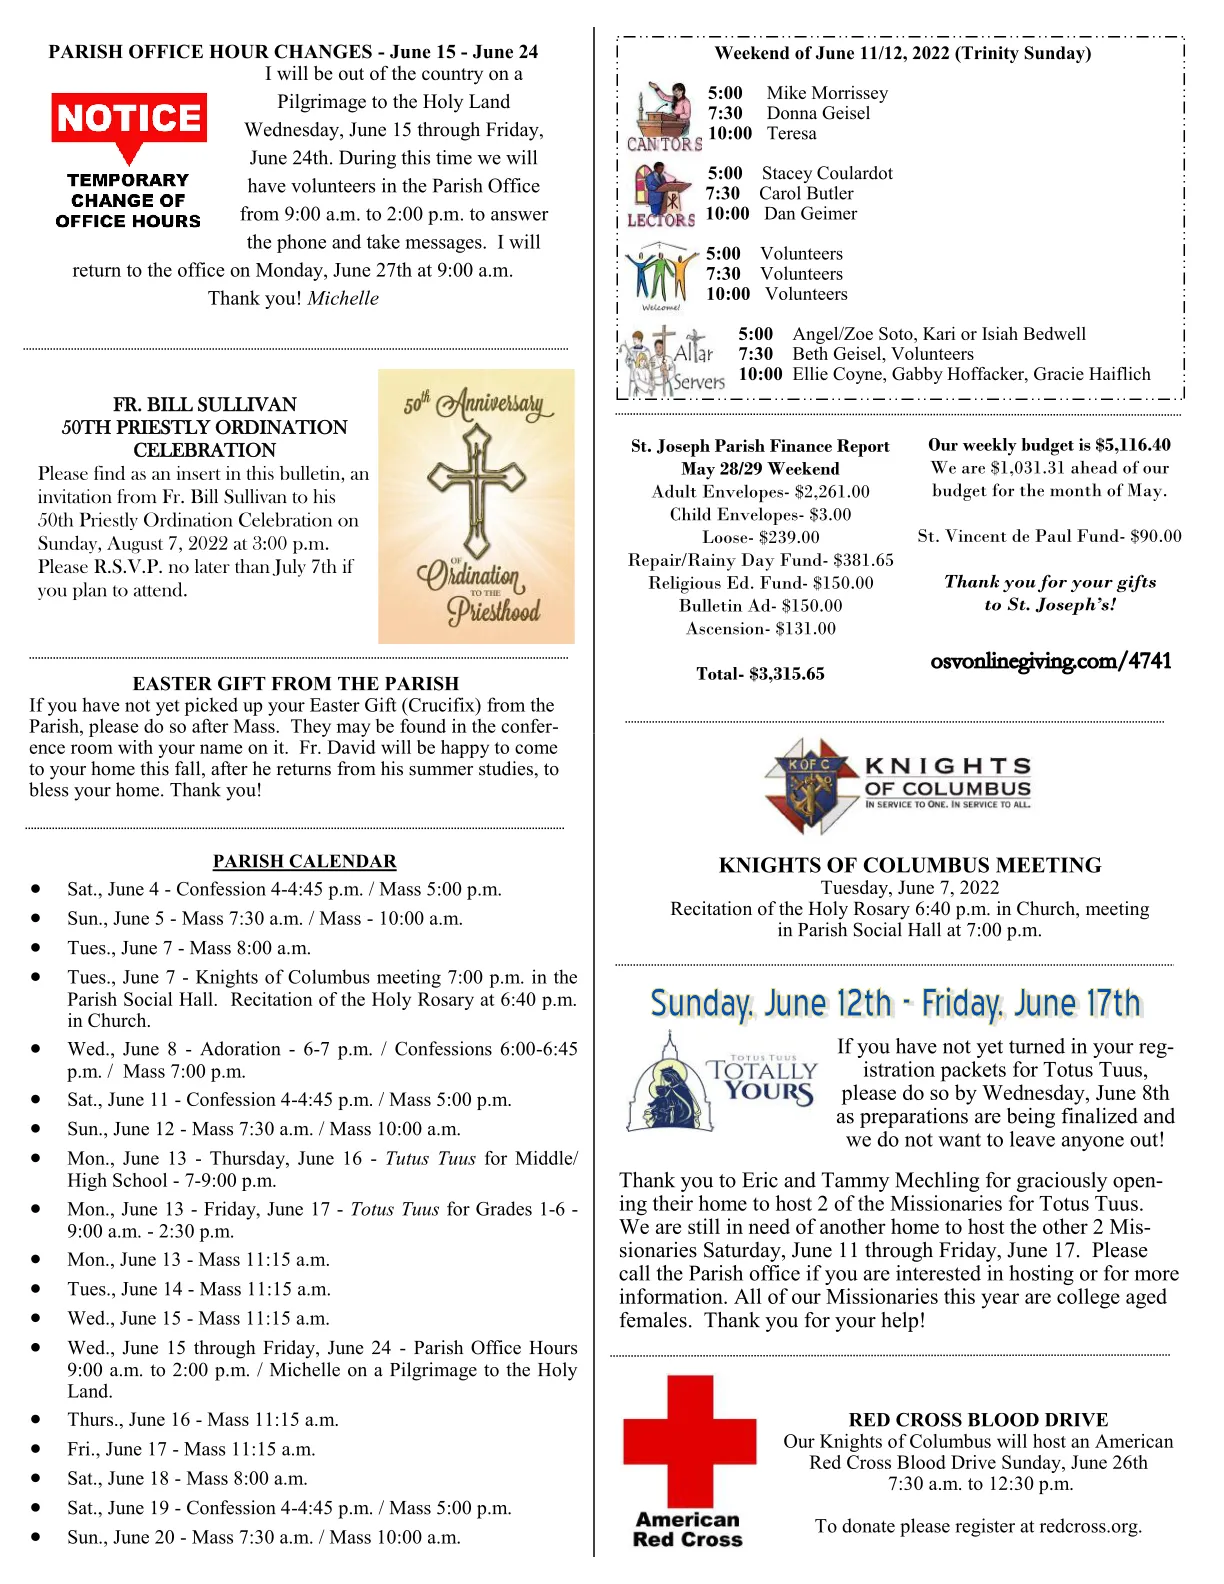 PARISH OFFICE HOUR CHANGES - June 15 - June 24
NOTICE
TEMPORARY
CHANGE OF
OFFICE HOURS
I will be out of the country on a
Pilgrimage to the Holy Land
Wednesday, June 15 through Friday,
June 24th. During this time we will
have volunteers in the Parish Office
from 9:00 a.m. to 2:00 p.m. to answer
the phone and take messages. I will
return to the office on Monday, June 27th at 9:00 a.m.
Thank you! Michelle
FR. BILL SULLIVAN
50TH PRIESTLY ORDINATION
CELEBRATION
Please find as an insert in this bulletin, an
invitation from Fr. Bill Sullivan to his
50th Priestly Ordination Celebration on
Sunday, August 7, 2022 at 3:00 p.m.
Please R.S.V.P. no later than July 7th if
you plan to attend.
50th Anniversary
OF
Ordination
TO THE
Priesthood
EASTER GIFT FROM THE PARISH
If you have not yet picked up your Easter Gift (Crucifix) from the
Parish, please do so after Mass. They may be found in the confer-
ence room with your name on it. Fr. David will be happy to come
to your home this fall, after he returns from his summer studies, to
bless your home. Thank you!
PARISH CALENDAR
• Sat., June 4 - Confession 4-4:45 p.m. / Mass 5:00 p.m.
• Sun., June 5 - Mass 7:30 a.m. / Mass - 10:00 a.m.
• Tues., June 7 - Mass 8:00 a.m.
• Tues., June 7 - Knights of Columbus meeting 7:00 p.m. in the
Parish Social Hall. Recitation of the Holy Rosary at 6:40 p.m.
in Church.
• Wed., June 8 - Adoration - 6-7 p.m. / Confessions 6:00-6:45
p.m. / Mass 7:00 p.m.
• Sat., June 11 - Confession 4-4:45 p.m. / Mass 5:00 p.m.
• Sun., June 12 - Mass 7:30 a.m. / Mass 10:00 a.m.
• Mon., June 13 - Thursday, June 16 - Tutus Tuus for Middle/
High School - 7-9:00 p.m.
• Mon., June 13 - Friday, June 17 - Totus Tuus for Grades 1-6 -
9:00 a.m. - 2:30 p.m.
• Mon., June 13 - Mass 11:15 a.m.
• Tues., June 14 - Mass 11:15 a.m.
• Wed., June 15 - Mass 11:15 a.m.
• Wed., June 15 through Friday, June 24 - Parish Office Hours
9:00 a.m. to 2:00 p.m. / Michelle on a Pilgrimage to the Holy
Land.
• Thurs., June 16 - Mass 11:15 a.m.
• Fri., June 17 - Mass 11:15 a.m.
• Sat., June 18 - Mass 8:00 a.m.
• Sat., June 19 - Confession 4-4:45 p.m. / Mass 5:00 p.m.
• Sun., June 20 - Mass 7:30 a.m. / Mass 10:00 a.m.
Weekend of June 11/12, 2022 (Trinity Sunday)
CANTORS
5:00 Mike Morrissey
7:30 Donna Geisel
10:00 Teresa
LECTORS
5:00 Stacey Coulardot
7:30 Carol Butler
10:00 Dan Geimer
Welcome!
5:00 Volunteers
7:30 Volunteers
10:00 Volunteers
Altar
Servers
5:00 Angel/Zoe Soto, Kari or Isiah Bedwell
7:30 Beth Geisel, Volunteers
10:00 Ellie Coyne, Gabby Hoffacker, Gracie Haiflich
St. Joseph Parish Finance Report
May 28/29 Weekend
Adult Envelopes- $2,261.00
Child Envelopes- $3.00
Loose- $239.00
Repair/Rainy Day Fund- $381.65
Religious Ed. Fund- $150.00
Bulletin Ad- $150.00
Ascension- $131.00
Total- $3,315.65
Our weekly budget is $5,116.40
We are $1,031.31 ahead of our
budget for the month of May.
St. Vincent de Paul Fund- $90.00
Thank you for your gifts
to St. Joseph's!
osvonlinegiving.com/4741
K OF C
KNIGHTS
OF COLUMBUS
IN SERVICE TO ONE. IN SERVICE TO ALL.
KNIGHTS OF COLUMBUS MEETING
Tuesday, June 7, 2022
Recitation of the Holy Rosary 6:40 p.m. in Church, meeting
in Parish Social Hall at 7:00 p.m.
Sunday, June 12th - Friday, June 17th
TOTUS TUUS
TOTALLY
YOURS
If you have not yet turned in your reg-
istration packets for Totus Tuus,
please do so by Wednesday, June 8th
as preparations are being finalized and
we do not want to leave anyone out!
Thank you to Eric and Tammy Mechling for graciously open-
ing their home to host 2 of the Missionaries for Totus Tuus.
We are still in need of another home to host the other 2 Mis-
sionaries Saturday, June 11 through Friday, June 17. Please
call the Parish office if you are interested in hosting or for more
information. All of our Missionaries this year are college aged
females. Thank you for your help!
American
Red Cross
RED CROSS BLOOD DRIVE
Our Knights of Columbus will host an American
Red Cross Blood Drive Sunday, June 26th
7:30 a.m. to 12:30 p.m.
To donate please register at redcross.org.